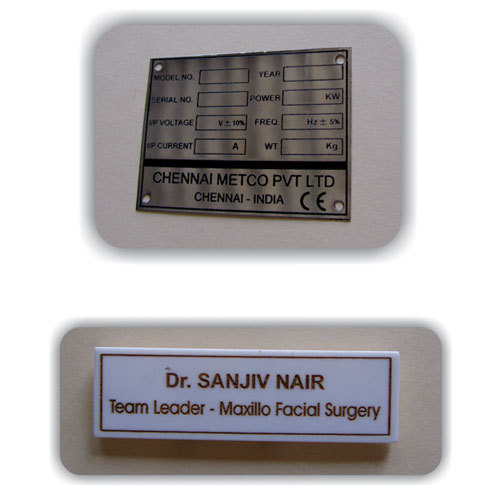 MODEL NO. YEAR
SERIAL NO. POWER KW
I/P VOLTAGE V ± 10% FREQ. Hz ± 5%
I/P CURRENT A WT. Kg.
CHENNAI METCO PVT LTD
CHENNAI - INDIA CE
Dr. SANJIV NAIR
Team Leader - Maxillo Facial Surgery